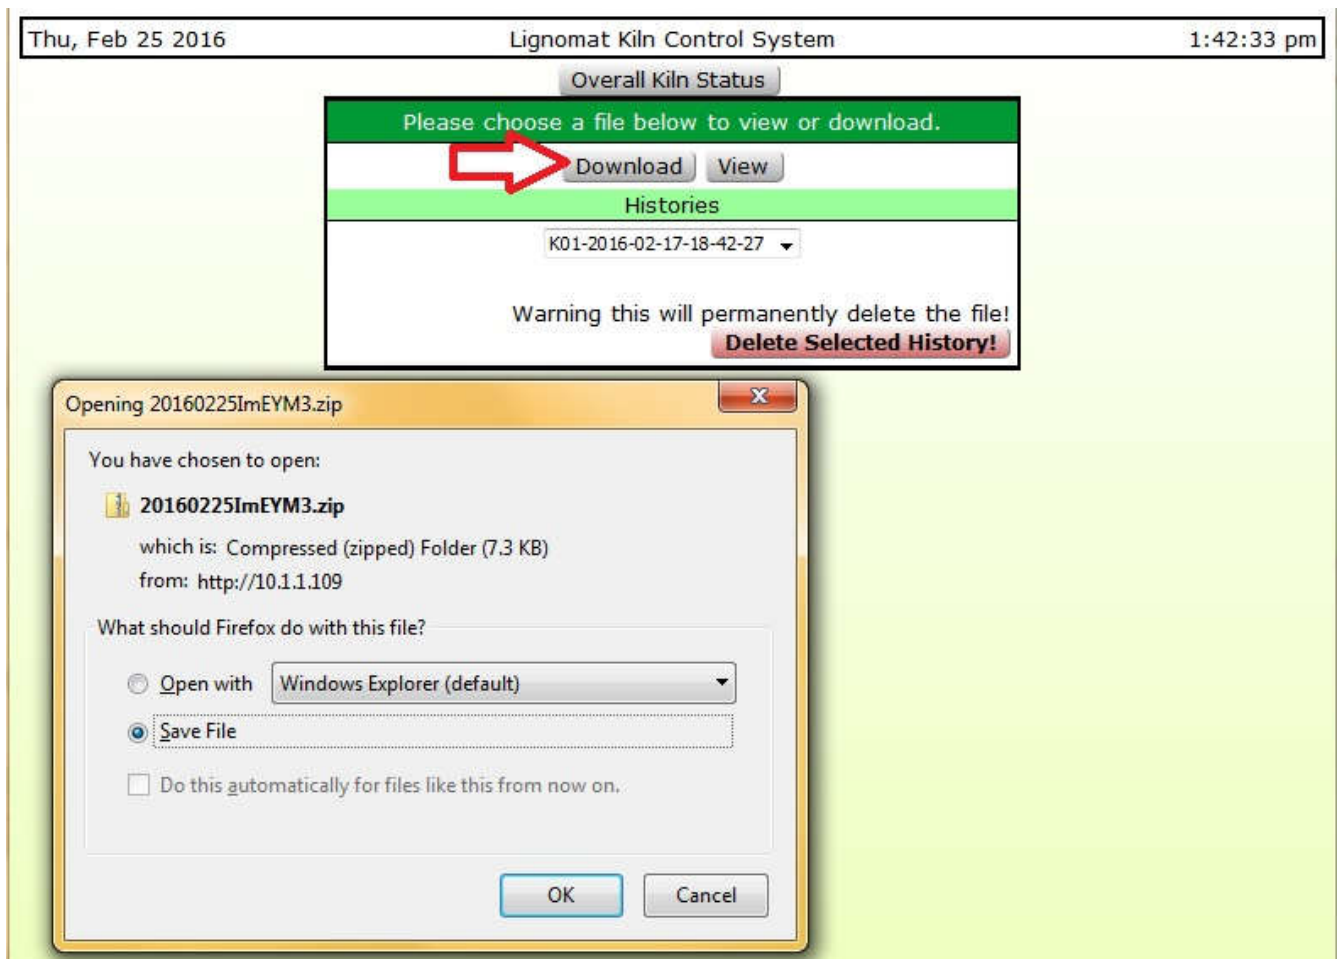 Thu, Feb 25 2016 Lignomat Kiln Control System 1:42:33 pm
Overall Kiln Status
Please choose a file below to view or download.
Download View
Histories
K01-2016-02-17-18-42-27
Warning this will permanently delete the file!
Delete Selected History!
Opening 20160225ImEYM3.zip
You have chosen to open:
20160225ImEYM3.zip
which is: Compressed (zipped) Folder (7.3 KB)
from: http://10.1.1.109
What should Firefox do with this file?
Open with Windows Explorer (default)
Save File
Do this automatically for files like this from now on.
OK Cancel